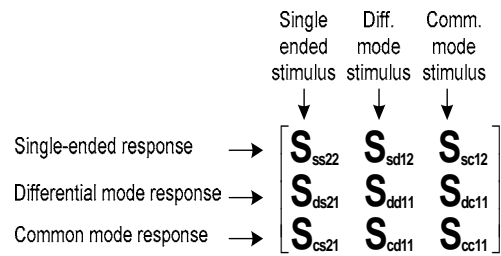 Single Diff. Comm.
ended mode mode
stimulus stimulus stimulus
Single-ended response Sss22 Ssd12 Ssc12
Differential mode response Sds21 Sdd11 Sdc11
Common mode response Scs21 Scd11 Scc11